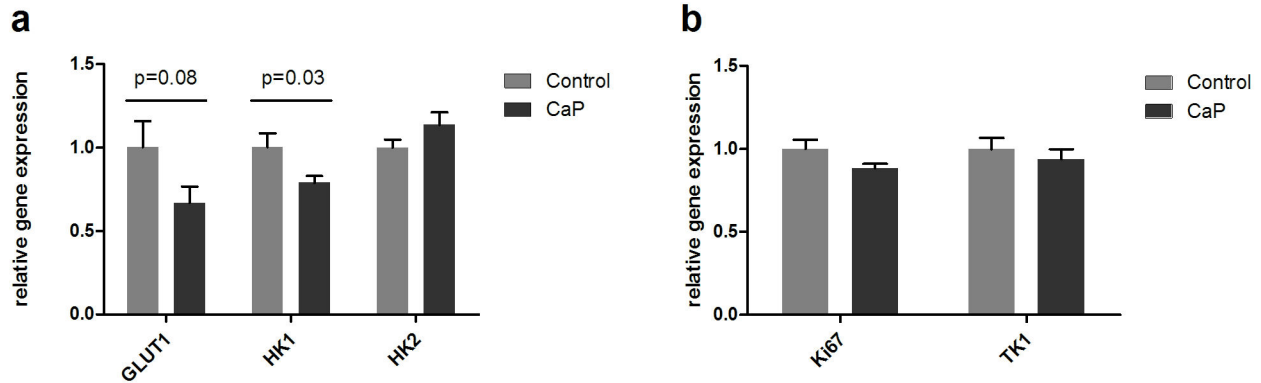 a
relative gene expression
1.5
1.0
0.5
0.0
p=0.08
p=0.03
GLUT1
HK1
HK2
Control
CaP
b
relative gene expression
1.5
1.0
0.5
0.0
Ki67
TK1
Control
CaP